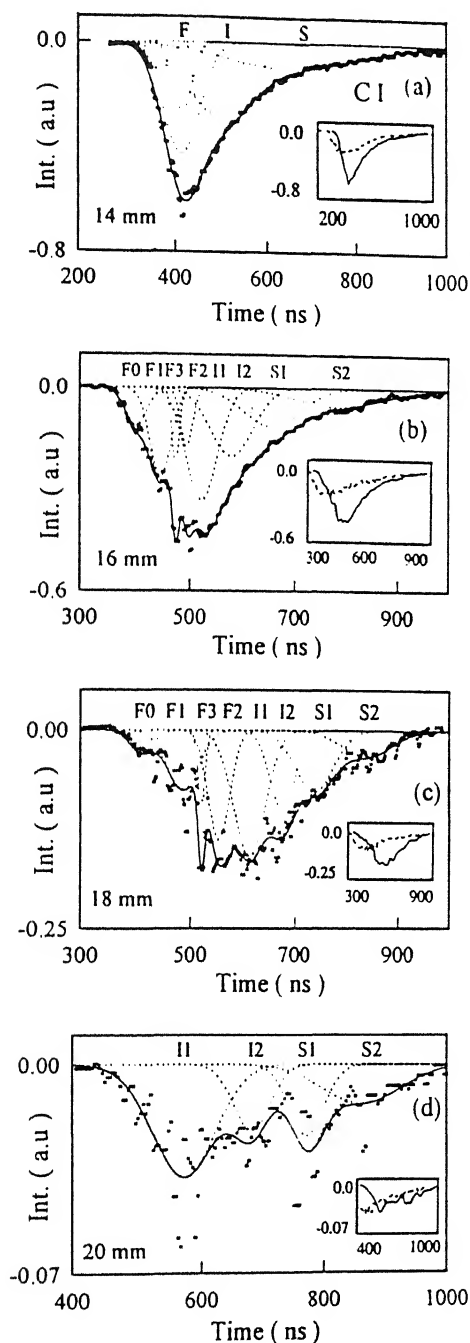 F I S
0.0
C I (a)
Int. ( a.u )
0.0
-0.8
200 1000
14 mm
-0.8
200 400 600 800 1000
Time ( ns )
F0 F1 F3 F2 I1 I2 S1 S2
0.0
(b)
Int. ( a.u )
0.0
-0.6
300 600 900
16 mm
-0.6
300 500 700 900
Time ( ns )
F0 F1 F3 F2 I1 I2 S1 S2
0.00
(c)
Int. ( a.u )
0.0
-0.25
300 900
18 mm
-0.25
300 500 700 900
Time ( ns )
I1 I2 S1 S2
0.00
(d)
Int. ( a.u )
0.0
-0.07
400 1000
20 mm
-0.07
400 600 800 1000
Time ( ns )